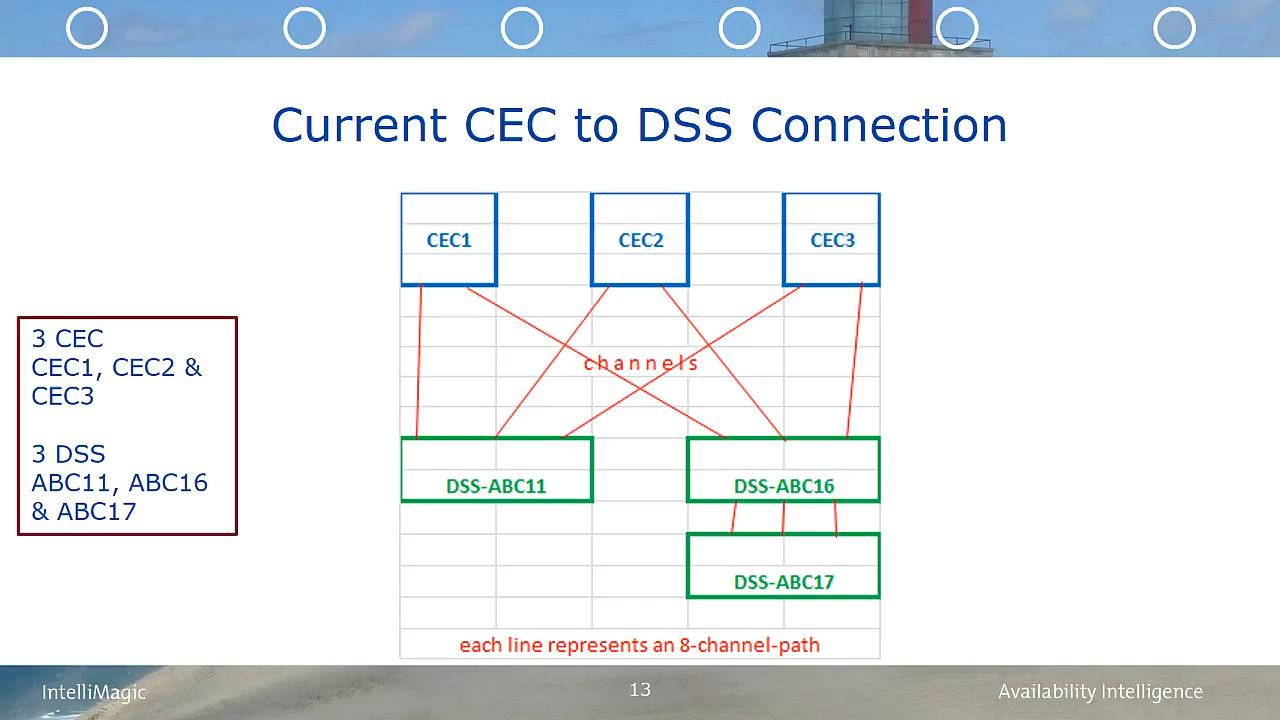 Current CEC to DSS Connection
CEC1
CEC2
CEC3
3 CEC
CEC1, CEC2 &
CEC3
3 DSS
ABC11, ABC16
& ABC17
channels
DSS-ABC11
DSS-ABC16
DSS-ABC17
each line represents an 8-channel-path
IntelliMagic
13
Availability Intelligence